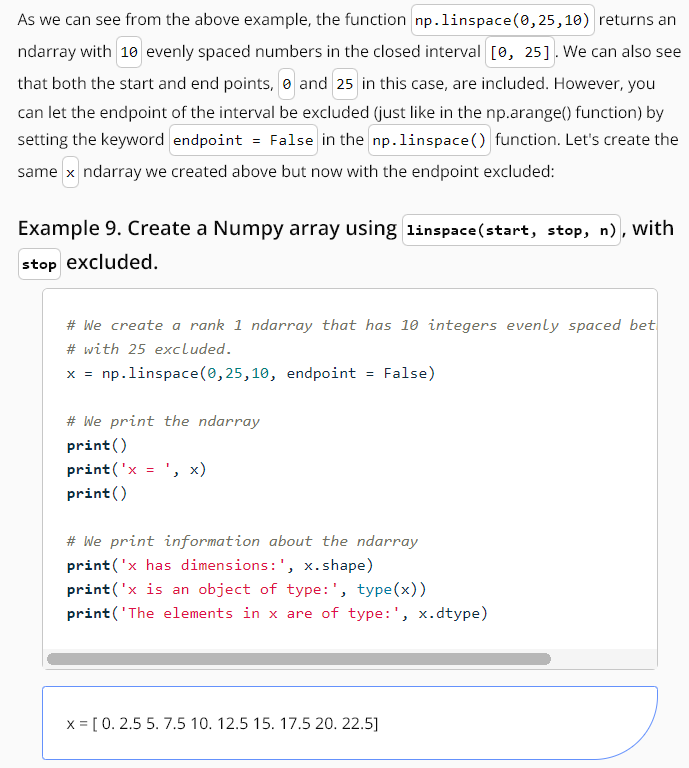 As we can see from the above example, the function np.linspace(0,25,10) returns an
ndarray with 10 evenly spaced numbers in the closed interval [0, 25]. We can also see
that both the start and end points, 0 and 25 in this case, are included. However, you
can let the endpoint of the interval be excluded (just like in the np.arange() function) by
setting the keyword endpoint = False in the np.linspace() function. Let's create the
same x ndarray we created above but now with the endpoint excluded:
Example 9. Create a Numpy array using linspace(start, stop, n), with
stop excluded.
# We create a rank 1 ndarray that has 10 integers evenly spaced bet
# with 25 excluded.
x = np.linspace(0,25,10, endpoint = False)
# We print the ndarray
print()
print('x = ', x)
print()
# We print information about the ndarray
print('x has dimensions:', x.shape)
print('x is an object of type:', type(x))
print('The elements in x are of type:', x.dtype)
x = [ 0. 2.5 5. 7.5 10. 12.5 15. 17.5 20. 22.5]